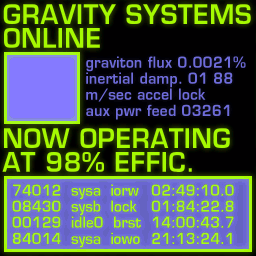 GRAVITY SYSTEMS
ONLINE
graviton flux 0.0021%
inertial damp. 01 88
m/sec accel lock
aux pwr feed 03261
NOW OPERATING
AT 98% EFFIC.
74012 sysa iorw 02:49:10.0
08430 sysb lock 01:84:22.8
00129 idle0 brst 14:00:43.7
84014 sysa iowo 21:13:24.1